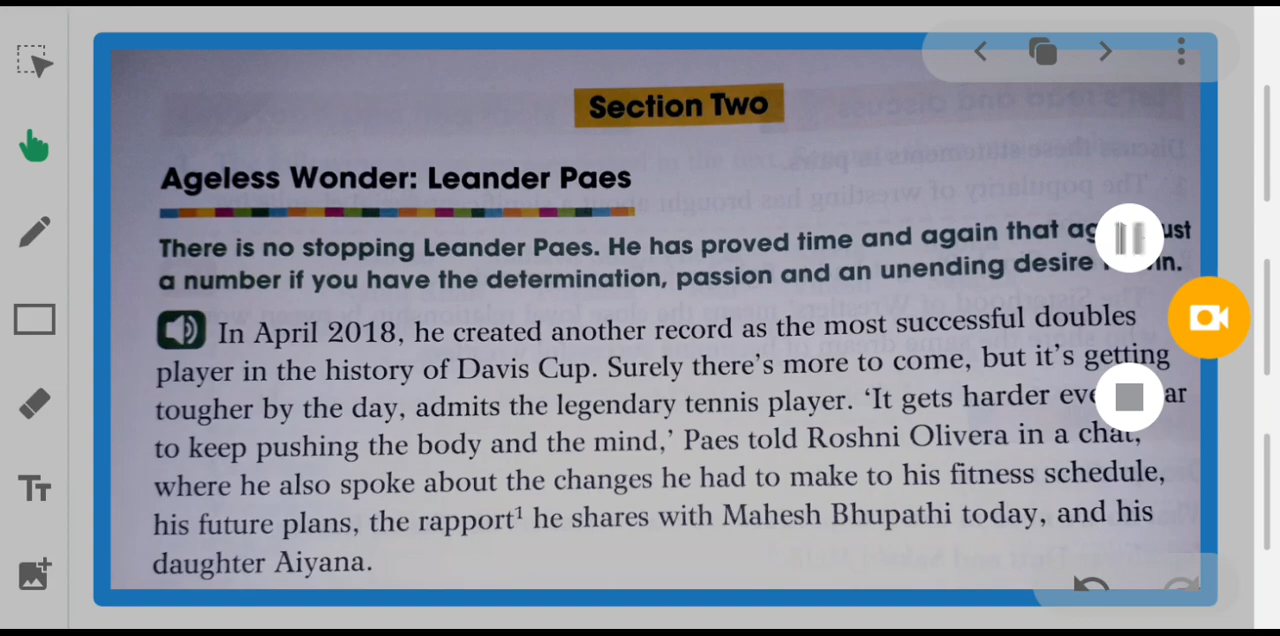 Section Two
Ageless Wonder: Leander Paes
There is no stopping Leander Paes. He has proved time and again that ag ust
a number if you have the determination, passion and an unending desire in.
In April 2018, he created another record as the most successful doubles
player in the history of Davis Cup. Surely there's more to come, but it's getting
tougher by the day, admits the legendary tennis player. 'It gets harder eve ar
to keep pushing the body and the mind,' Paes told Roshni Olivera in a chat,
where he also spoke about the changes he had to make to his fitness schedule,
his future plans, the rapport¹ he shares with Mahesh Bhupathi today, and his
daughter Aiyana.
Tт